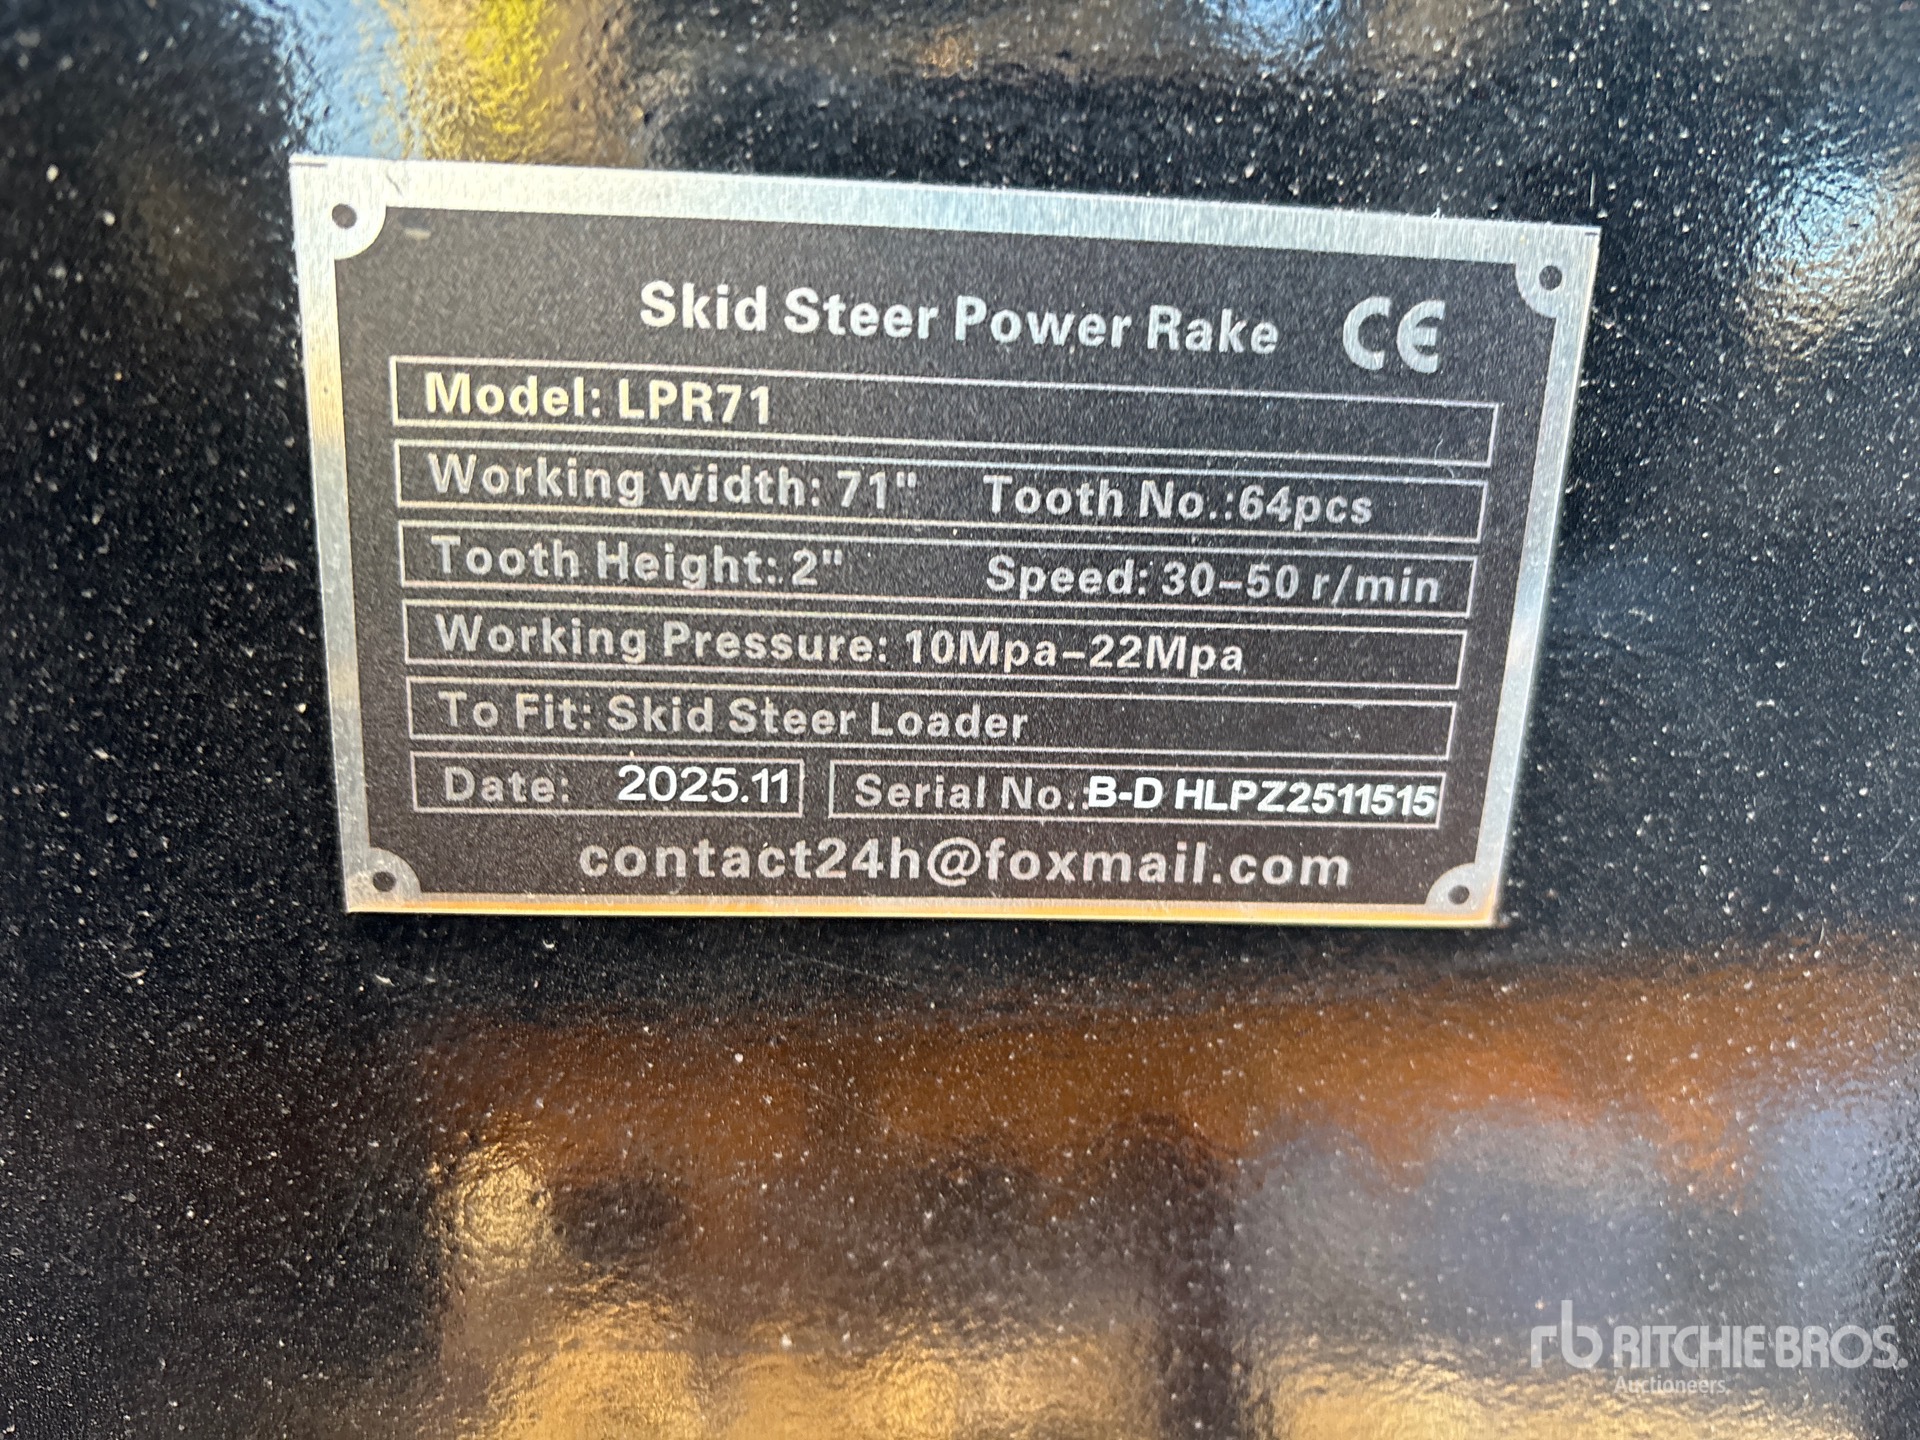 Skid Steer Power Rake CE
Model: LPR71
Working width: 71" Tooth No.:64pcs
Tooth Height: 2" Speed: 30-50 r/min
Working Pressure: 10Mpa-22Mpa
To Fit: Skid Steer Loader
Date: 2025.11 Serial No.:B-D HLPZ2511515
contact24h@foxmail.com
rb RITCHIE BROS.
Auctioneers